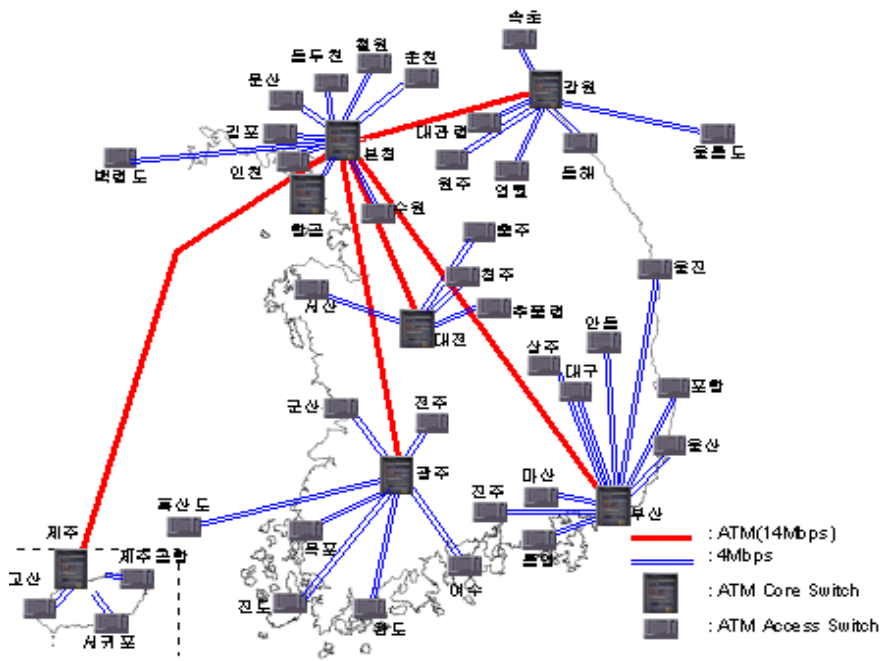 속초
철원
동두천
춘천
문산
강원
김포
대관령
본청
백령도
인천
원주
영월
동해
울릉도
수원
항공
충주
청주
울진
서산
추풍령
대전
안동
상주
대구
포항
군산
전주
울산
광주
마산
진주
부산
흑산도
목포
통영
여수
제주
제주공항
고산
진도
완도
서귀포
: ATM(14Mbps)
: 4Mbps
: ATM Core Switch
: ATM Access Switch